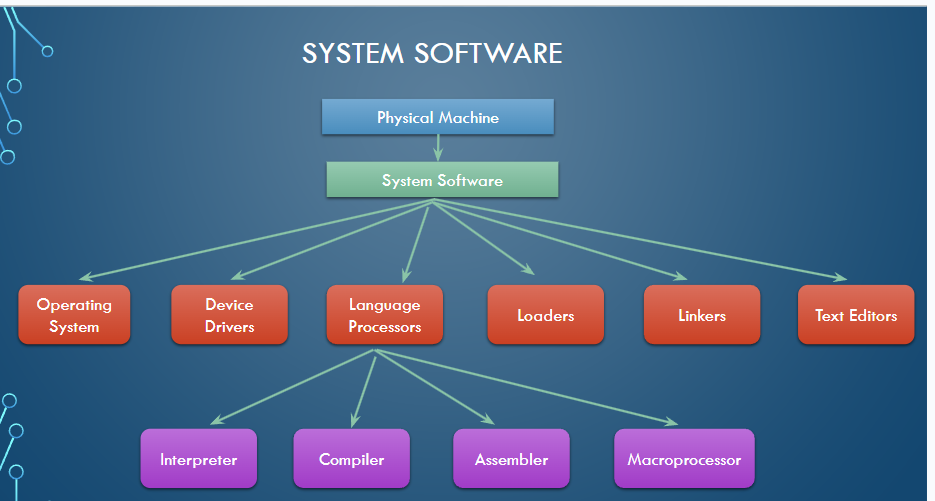 SYSTEM SOFTWARE
Physical Machine
System Software
Operating
System
Device
Drivers
Language
Processors
Loaders
Linkers
Text Editors
Interpreter
Compiler
Assembler
Macroprocessor